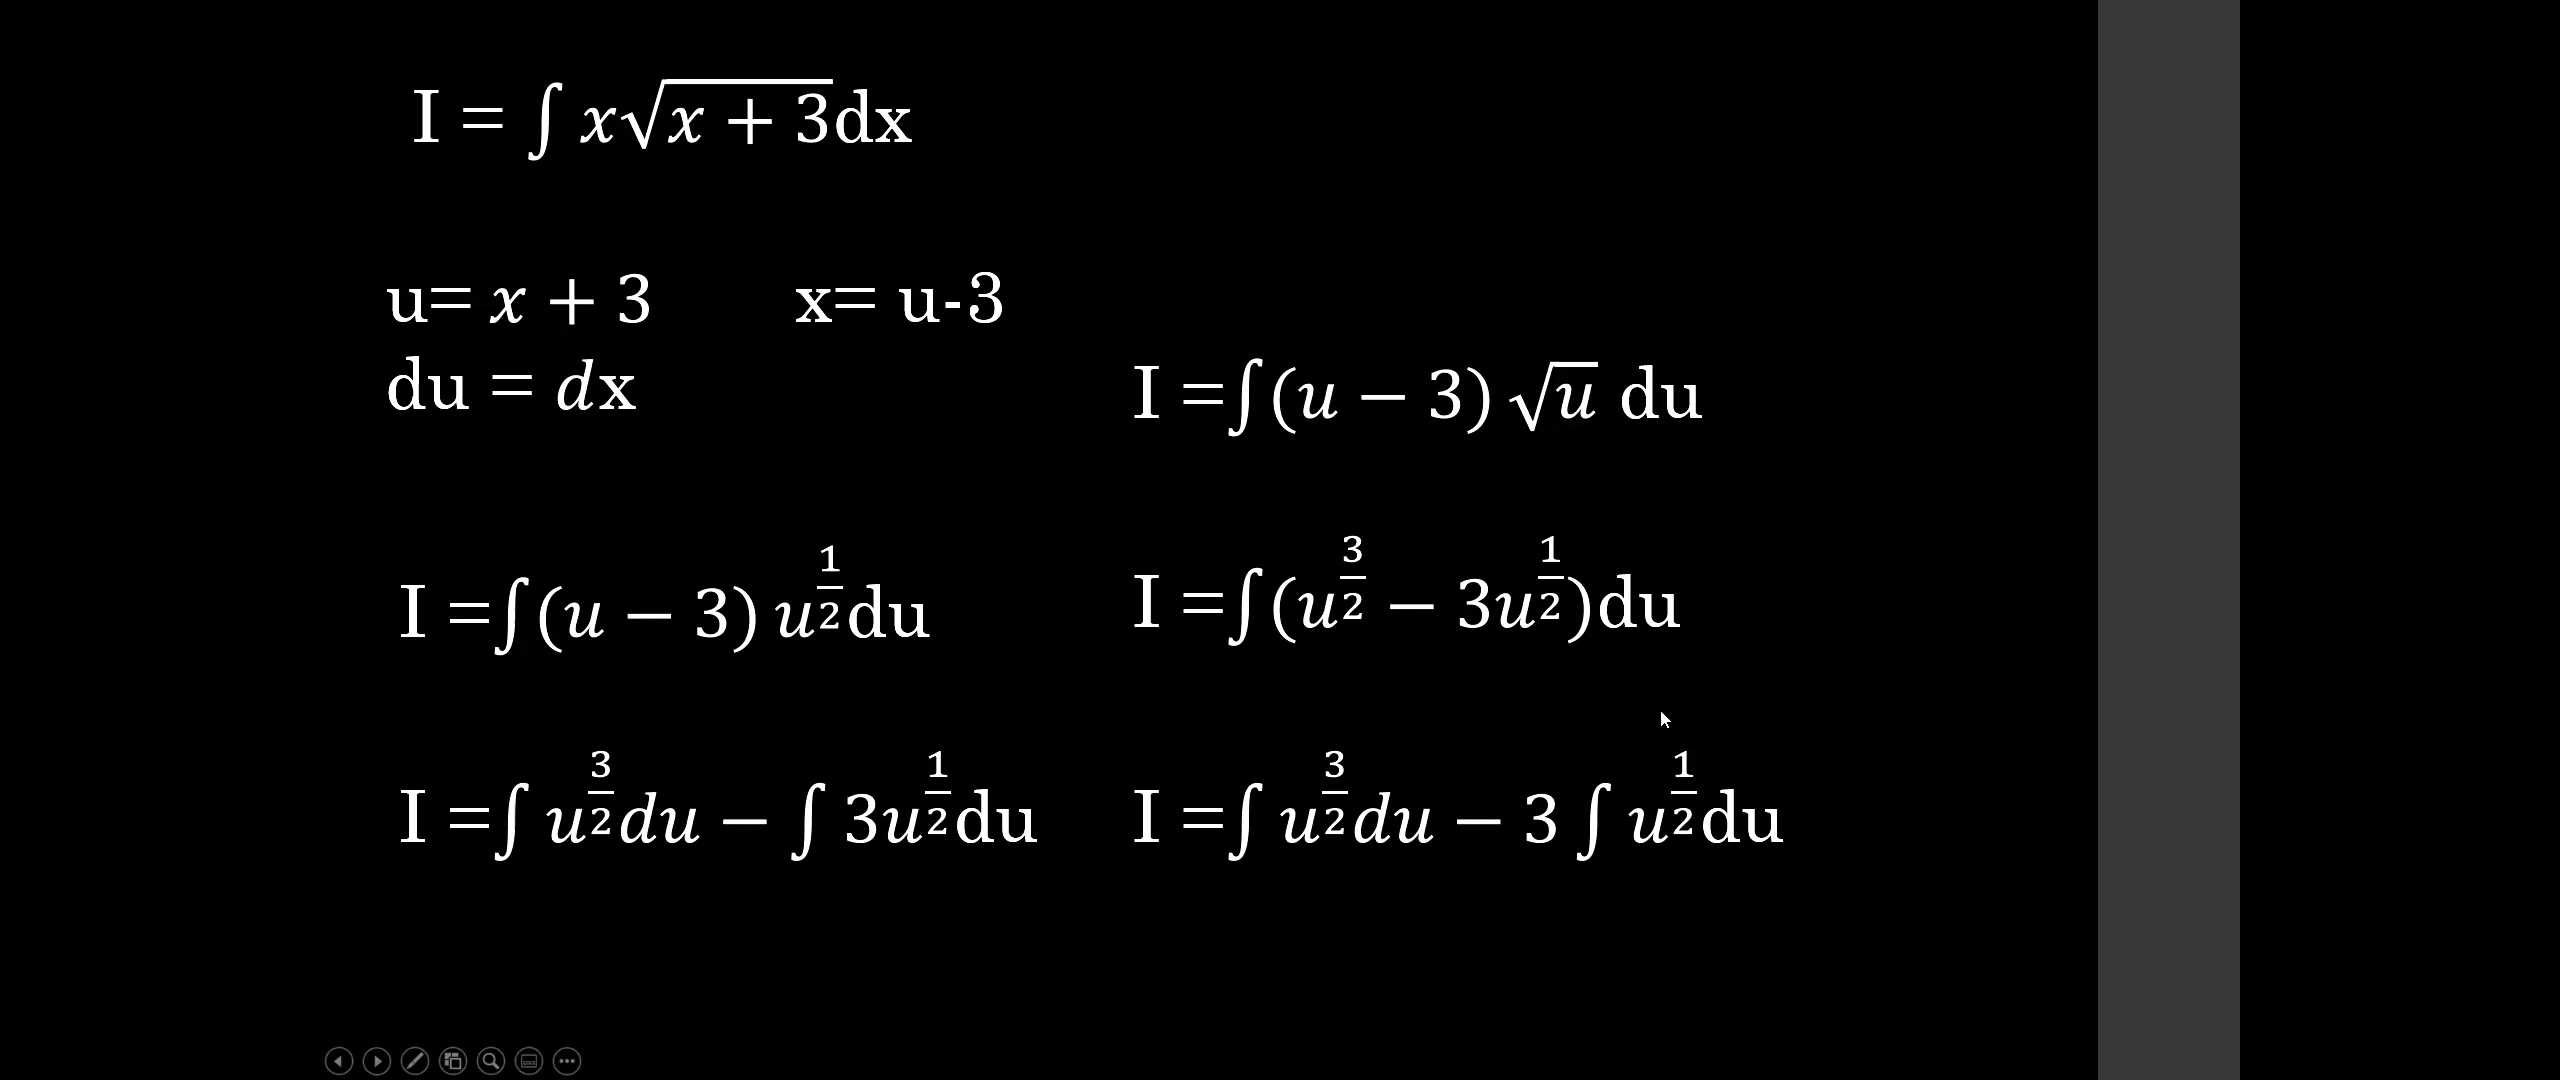 I = ∫ x√(x + 3)dx
u= x + 3 x= u-3
du = dx
I =∫(u − 3) √u du
I =∫(u − 3) u^(1/2)du
I =∫(u^(3/2) − 3u^(1/2))du
I =∫ u^(3/2)du − ∫ 3u^(1/2)du
I =∫ u^(3/2)du − 3 ∫ u^(1/2)du